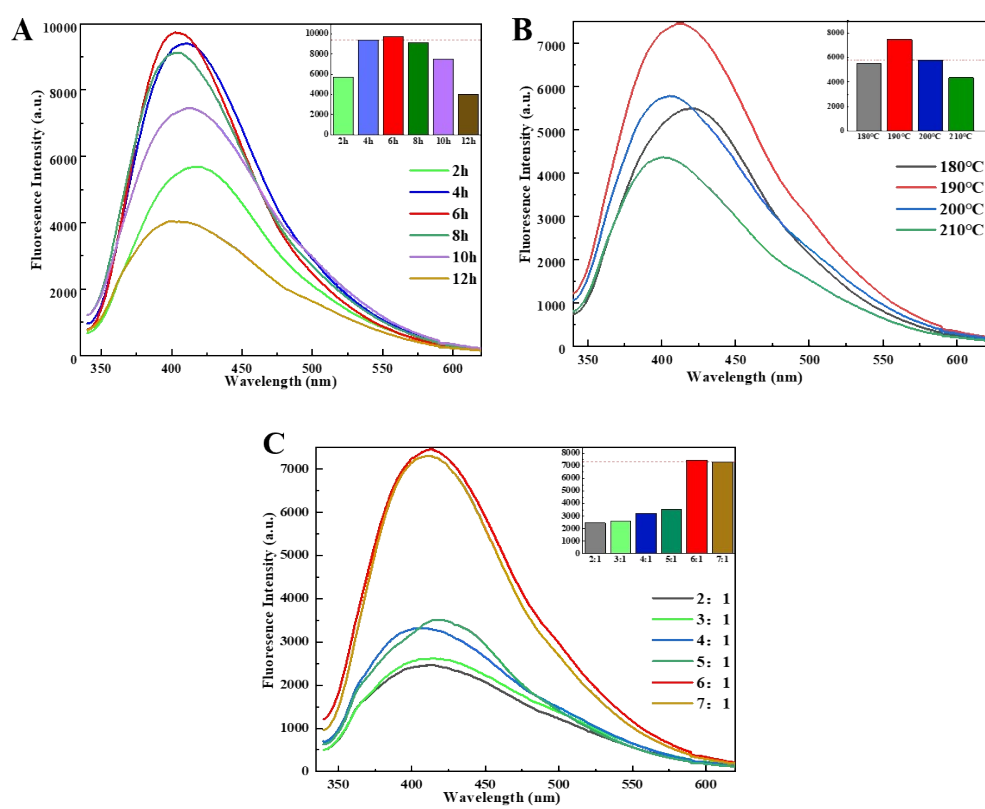 A
Fluoresence Intensity (a.u.)
10000
8000
6000
4000
2000
0
350 400 450 500 550 600
Wavelength (nm)
10000
8000
6000
4000
2000
0
2h 4h 6h 8h 10h 12h
2h
4h
6h
8h
10h
12h
B
Fluoresence Intensity (a.u.)
7000
6000
5000
4000
3000
2000
1000
0
350 400 450 500 550 600
Wavelength (nm)
8000
6000
4000
2000
0
180°C 190°C 200°C 210°C
180°C
190°C
200°C
210°C
C
Fluoresence Intensity (a.u.)
7000
6000
5000
4000
3000
2000
1000
0
350 400 450 500 550 600
Wavelength (nm)
8000
7000
6000
5000
4000
3000
2000
1000
0
2:1 3:1 4:1 5:1 6:1 7:1
2：1
3：1
4：1
5：1
6：1
7：1